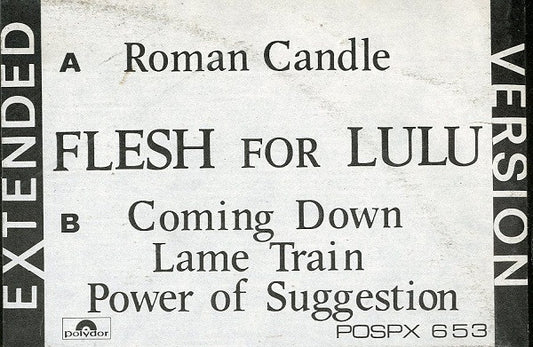 EXTENDED
A Roman Candle
FLESH FOR LULU
B Coming Down
Lame Train
Power of Suggestion
polydor
POSPX 653
VERSION